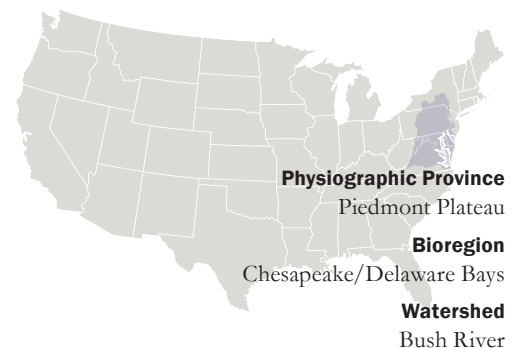 Physiographic Province
Piedmont Plateau
Bioregion
Chesapeake/Delaware Bays
Watershed
Bush River